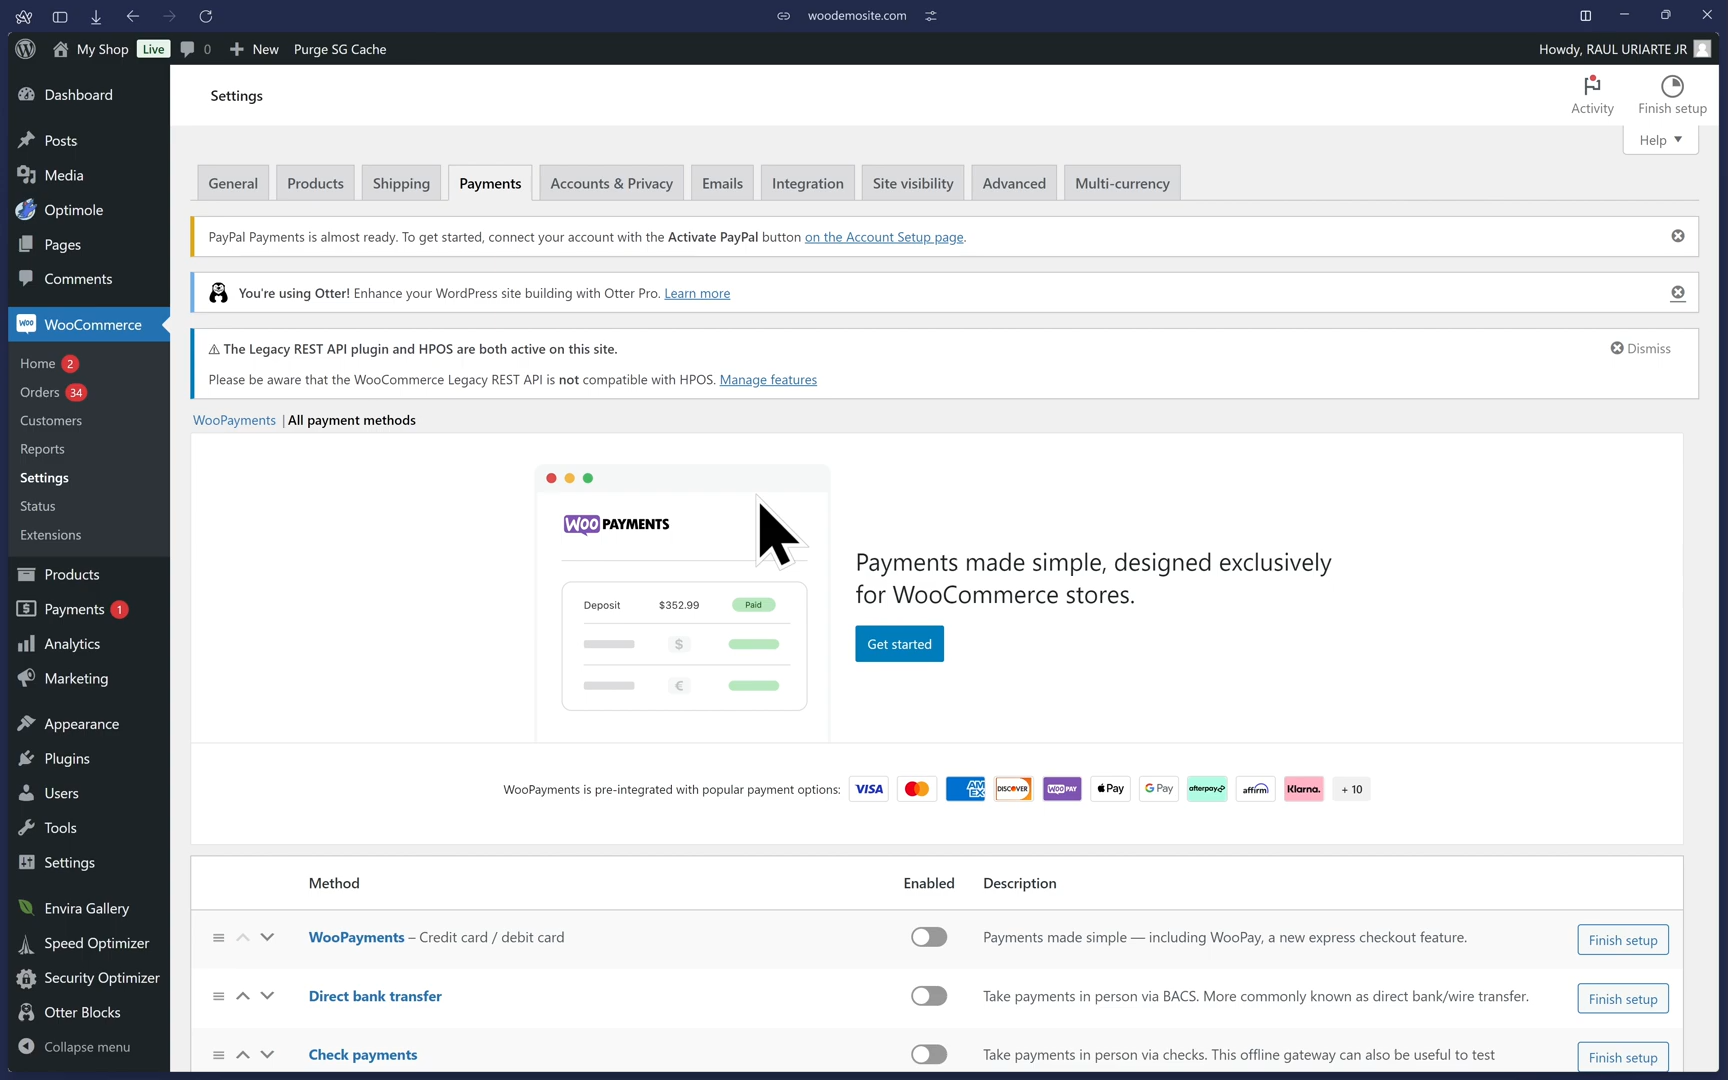 woodemosite.com
My Shop Live 0 New Purge SG Cache
Howdy, RAUL URIARTE JR
Dashboard
Posts
Media
Optimole
Pages
Comments
WOO WooCommerce
Home 2
Orders 34
Customers
Reports
Settings
Status
Extensions
Products
Payments 1
Analytics
Marketing
Appearance
Plugins
Users
Tools
Settings
Envira Gallery
Speed Optimizer
Security Optimizer
Otter Blocks
Collapse menu
Settings
Activity
Finish setup
Help
General
Products
Shipping
Payments
Accounts & Privacy
Emails
Integration
Site visibility
Advanced
Multi-currency
PayPal Payments is almost ready. To get started, connect your account with the Activate PayPal button on the Account Setup page.
You're using Otter! Enhance your WordPress site building with Otter Pro. Learn more
⚠ The Legacy REST API plugin and HPOS are both active on this site.
Dismiss
Please be aware that the WooCommerce Legacy REST API is not compatible with HPOS. Manage features
WooPayments | All payment methods
WOO PAYMENTS
Deposit $352.99 Paid
$
€
Payments made simple, designed exclusively
for WooCommerce stores.
Get started
WooPayments is pre-integrated with popular payment options: VISA AM EX DISCOVER WOO PAY Pay G Pay afterpay affirm Klarna. + 10
Method Enabled Description
WooPayments – Credit card / debit card Payments made simple — including WooPay, a new express checkout feature. Finish setup
Direct bank transfer Take payments in person via BACS. More commonly known as direct bank/wire transfer. Finish setup
Check payments Take payments in person via checks. This offline gateway can also be useful to test Finish setup